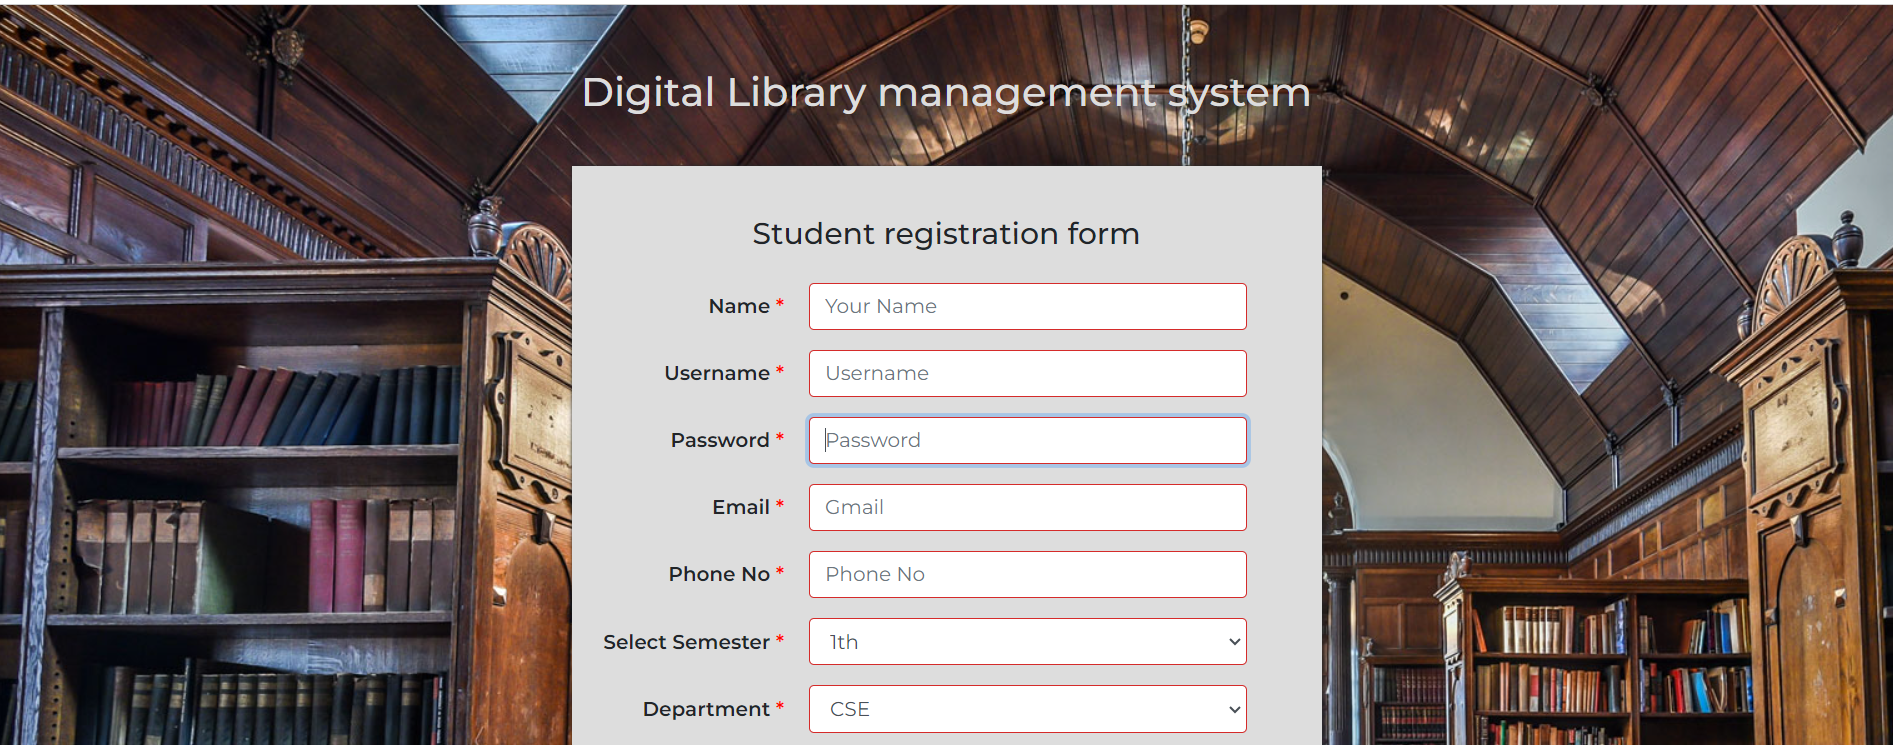 Digital Library management system
Student registration form
Name * Your Name
Username * Username
Password * Password
Email * Gmail
Phone No * Phone No
Select Semester * 1th
Department * CSE